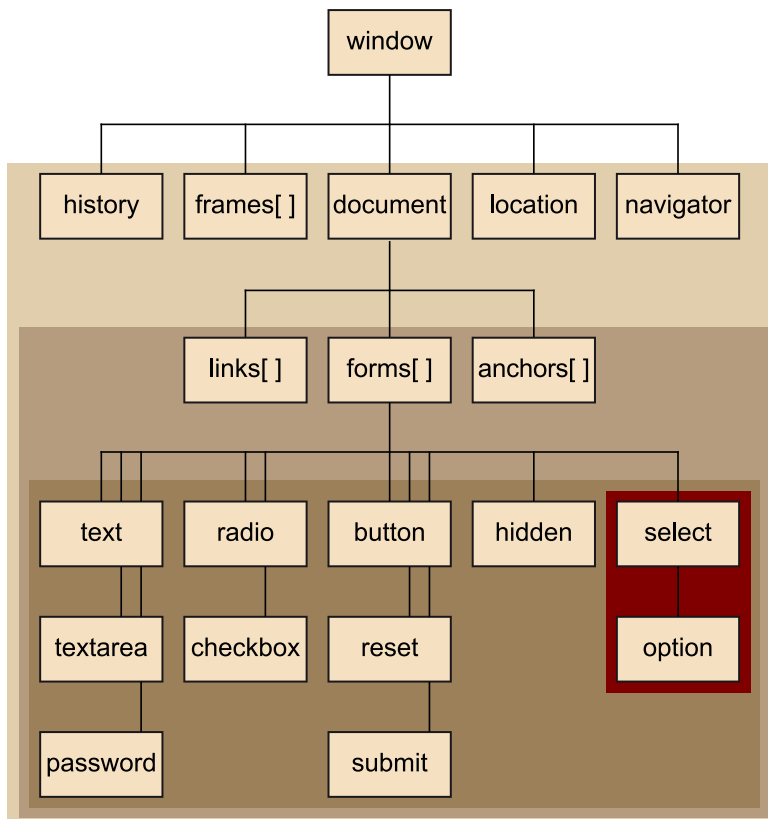 window
history
frames[ ]
document
location
navigator
links[ ]
forms[ ]
anchors[ ]
text
radio
button
hidden
select
textarea
checkbox
reset
option
password
submit